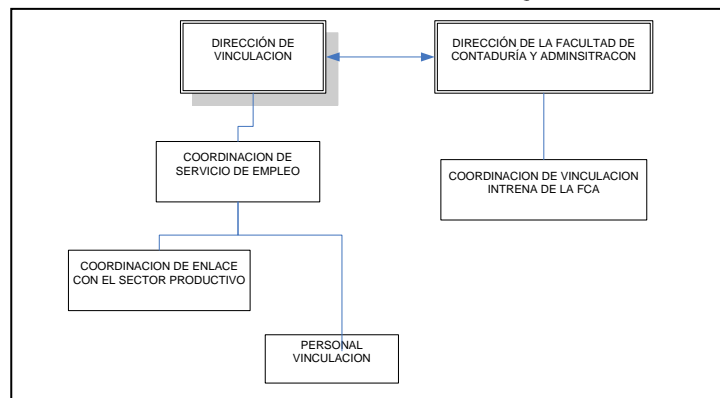 DIRECCIÓN DE
VINCULACION
DIRECCIÓN DE LA FACULTAD DE
CONTADURÍA Y ADMINSITRACON
COORDINACION DE
SERVICIO DE EMPLEO
COORDINACION DE VINCULACION
INTRENA DE LA FCA
COORDINACION DE ENLACE
CON EL SECTOR PRODUCTIVO
PERSONAL
VINCULACION